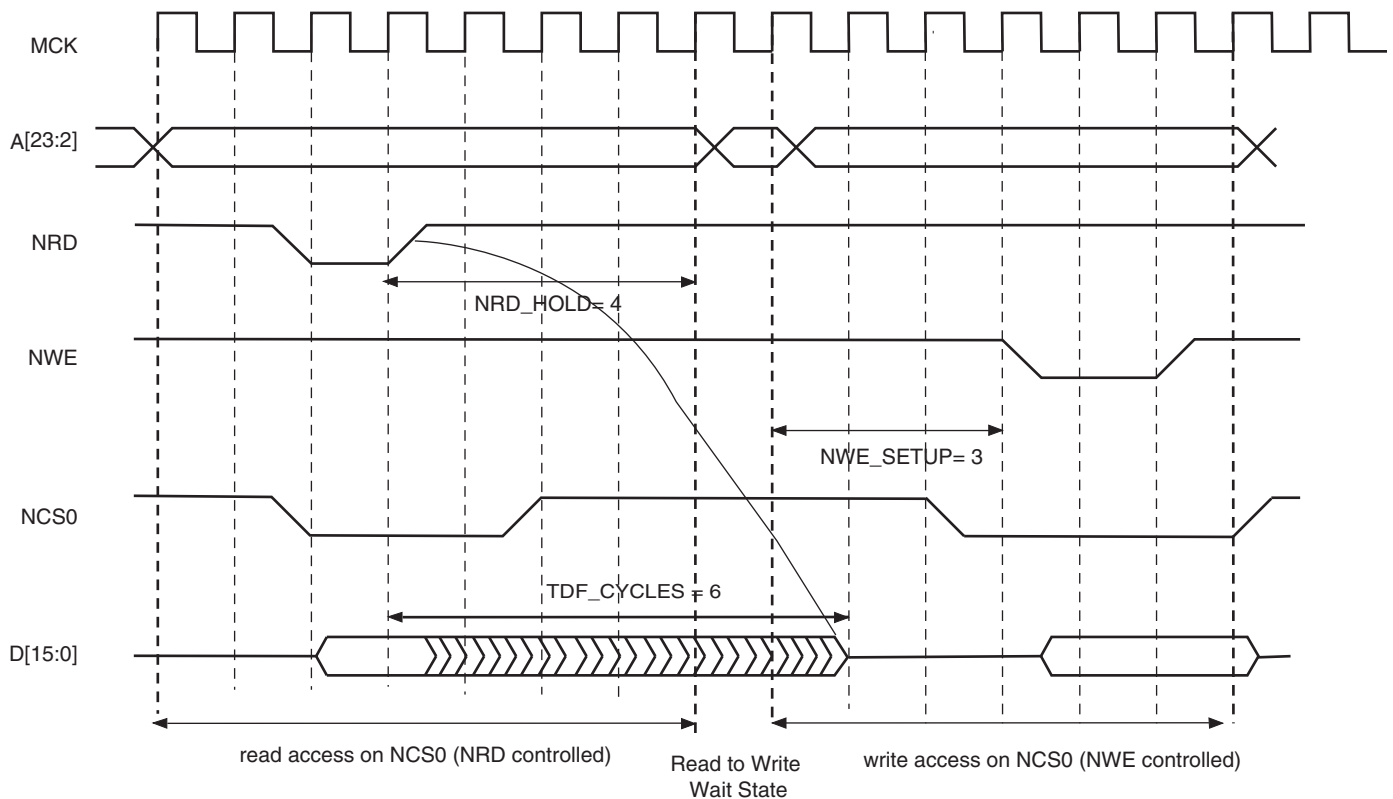 MCK
A[23:2]
NRD
NRD_HOLD= 4
NWE
NWE_SETUP= 3
NCS0
TDF_CYCLES = 6
D[15:0]
read access on NCS0 (NRD controlled)
Read to Write
Wait State
write access on NCS0 (NWE controlled)